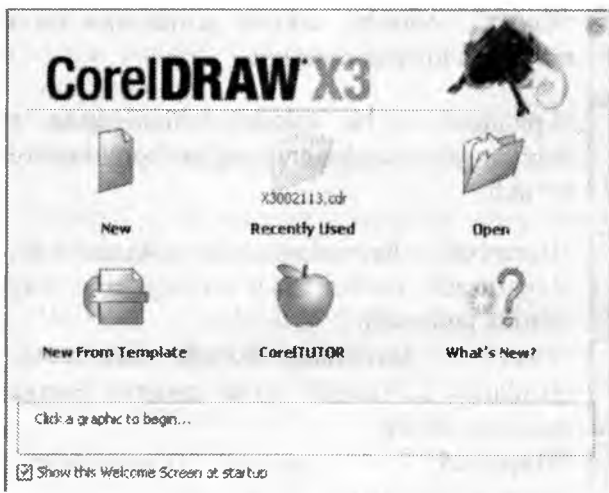 CorelDRAW X3
X3002113.cdr
New Recently Used Open
New From Template CorelTUTOR What's New?
Click a graphic to begin...
Show this Welcome Screen at startup